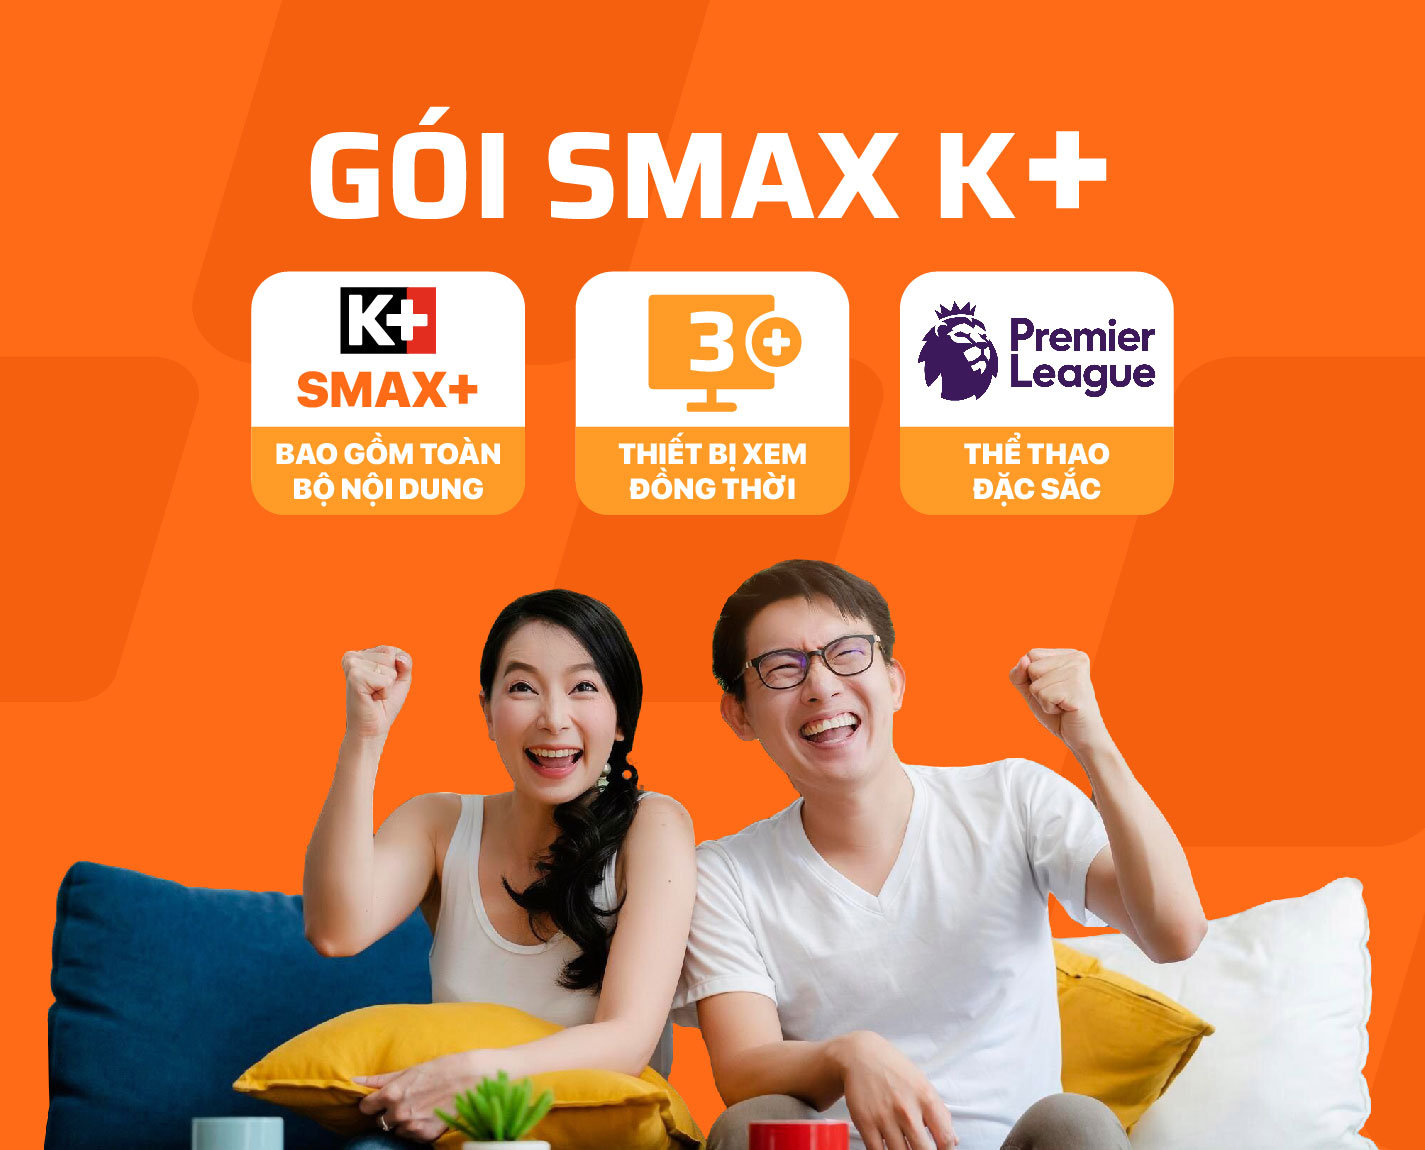 GÓI SMAX K+
K+
SMAX+
BAO GỒM TOÀN
BỘ NỘI DUNG
3+
THIẾT BỊ XEM
ĐỒNG THỜI
Premier
League
THỂ THAO
ĐẶC SẮC